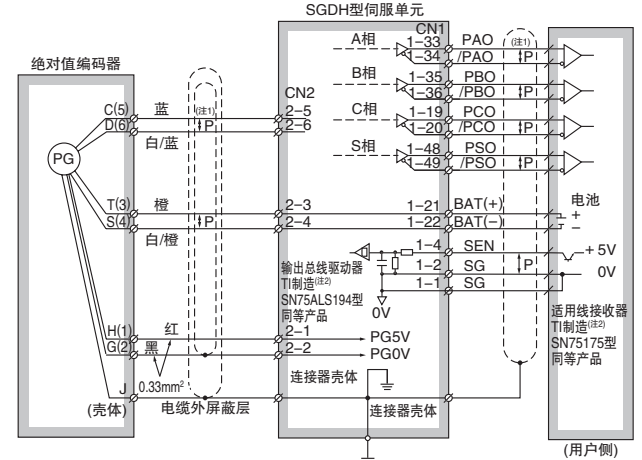 SGDH型伺服单元
绝对值编码器
CN1
A相
1-33
PAO
(注1)
1-34
/PAO
P
B相
1-35
PBO
1-36
/PBO
P
C相
1-19
PCO
1-20
/PCO
P
S相
1-48
PSO
1-49
/PSO
P
CN2
C(5)
蓝
(注1)
2-5
D(6)
白/蓝
P
2-6
PG
T(3)
橙
2-3
S(4)
白/橙
P
2-4
1-21
BAT(+)
电池
+
1-22
BAT(−)
−
1-4
SEN
+5V
1-2
SG
P
0V
1-1
SG
输出总线驱动器
TI制造(注2)
SN75ALS194型
同等产品
0V
适用线接收器
TI制造(注2)
SN75175型
同等产品
H(1)
红
2-1
PG5V
G(2)
黑
2-2
PG0V
0.33mm²
J
(壳体)
电缆外屏蔽层
连接器壳体
连接器壳体
(用户侧)